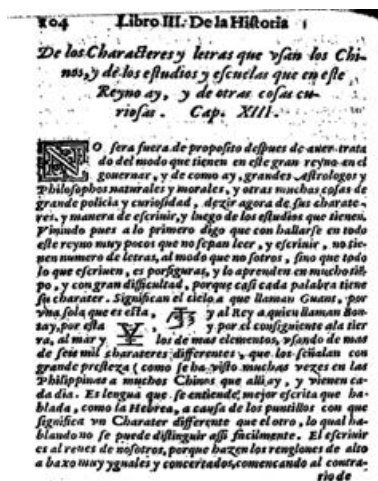 104 Libro III. De la Historia
De los Characteres y letras que vsan los Chi-
nos, y de los estudios y escuelas que en este
Reyno ay, y de otras cosas cu-
riosas. Cap. XIII.
NO sera fuera de proposito despues de auer trata
do del modo que tienen en este gran reyno en el
gouernar, y de como ay, grandes Astrologos y
Philosophos naturales y morales, y otras muchas cosas de
grande policia y curiosidad, dezir agora de sus charate-
res, y manera de escriuir, y luego de los estudios que tienen.
Viniendo pues a lo primero digo que con hallarse en todo
este reyno muy pocos que no sepan leer, y escriuir, no tie-
nen numero de letras, al modo que nosotros, sino que todo
lo que escriuen, es por figuras, y lo aprenden en mucho tiē-
po, y con gran difficultad, porque casi cada palabra tiene
su charater. Significan el cielo a que llaman Guant, por
vna sola que es esta, y al Rey a quien llaman Bon-
tay, por esta y por el consiguiente a la tier
ra, al mar y los de mas elementos, vsando de mas
de seis mil charateres differentes, que los señalan con
grande presteza (como se ha visto muchas vezes en las
Philippinas a muchos Chinos que alli ay, y vienen ca-
da dia. Es lengua que se entiende mejor escrita que ha-
blada, como la Hebrea, a causa de los puntillos con que
significa vn Charater differente que el otro, lo qual ha-
blando no se puede distinguir assi facilmente. El escriuir
es al reues de nosotros, porque hazen los renglones de alto
a baxo muy yguales y concertados, comencando al contra-
rio de